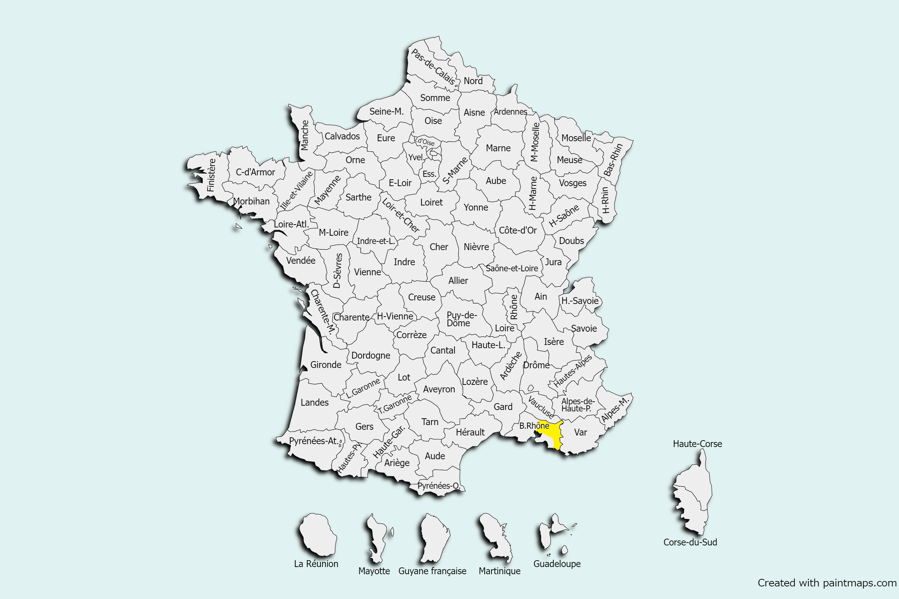 Pas-de-Calais
Nord
Somme
Seine-M.
Oise
Aisne
Ardennes
Manche
Calvados
Eure
d'Oise
Marne
M-Moselle
Moselle
Meuse
Bas-Rhin
Finistère
C-d'Armor
Orne
Yvel.
Ess.
S-Marne
Morbihan
Ille-et-Vilaine
Mayenne
Sarthe
E-Loir
Loiret
Aube
H-Marne
Vosges
H-Rhin
Loire-Atl.
M-Loire
Loir-et-Cher
Yonne
Côte-d'Or
H-Saône
Vendée
D-Sèvres
Indre-et-L.
Cher
Nièvre
Doubs
Vienne
Indre
Saône-et-Loire
Jura
Allier
Charente-M.
Charente
H-Vienne
Creuse
Puy-de-
Dôme
Rhône
Loire
Ain
H.-Savoie
Savoie
Corrèze
Isère
Gironde
Dordogne
Cantal
Haute-L.
Ardèche
Drôme
Hautes-Alpes
L.Garonne
Lot
Aveyron
Lozère
Landes
T.Garonne
Gard
Vaucluse
Alpes-de-
Haute-P.
Alpes-M.
Gers
Tarn
Hérault
B.Rhône
Var
Pyrénées-At.
Hautes-Py.
Haute-Gar.
Ariège
Aude
Pyrénées-O.
Haute-Corse
Corse-du-Sud
La Réunion
Mayotte
Guyane française
Martinique
Guadeloupe
Created with paintmaps.com